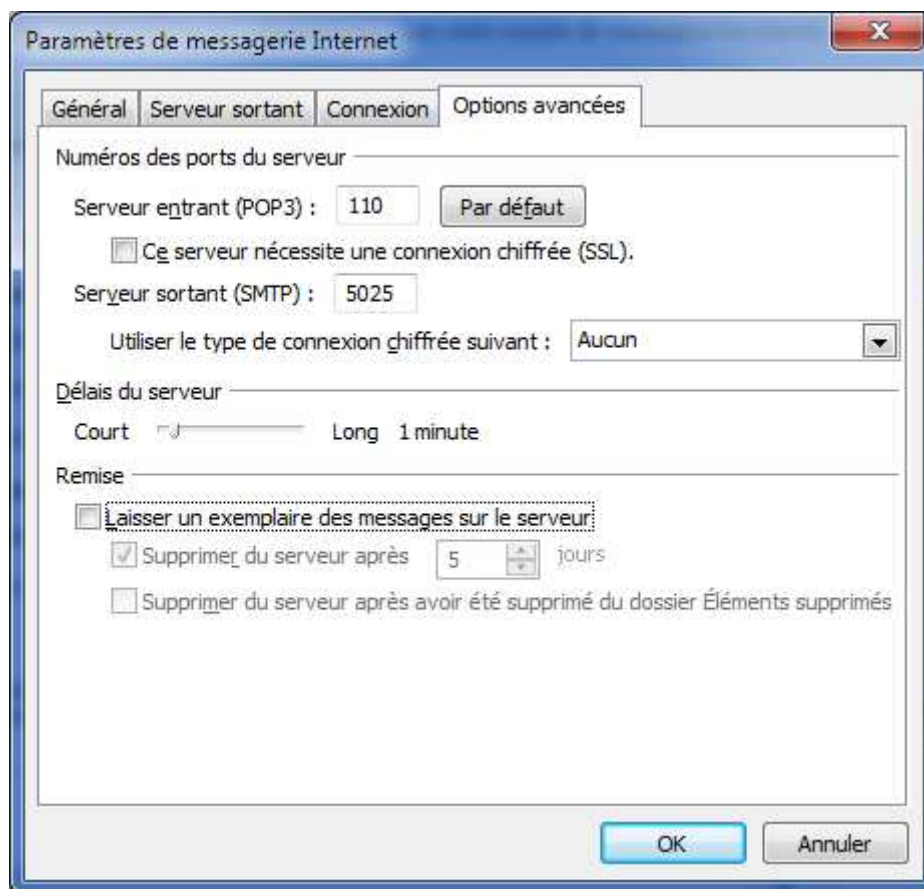 Paramètres de messagerie Internet
Général Serveur sortant Connexion Options avancées
Numéros des ports du serveur
Serveur entrant (POP3) : 110 Par défaut
Ce serveur nécessite une connexion chiffrée (SSL).
Serveur sortant (SMTP) : 5025
Utiliser le type de connexion chiffrée suivant : Aucun
Délais du serveur
Court Long 1 minute
Remise
Laisser un exemplaire des messages sur le serveur
Supprimer du serveur après 5 jours
Supprimer du serveur après avoir été supprimé du dossier Éléments supprimés
OK Annuler